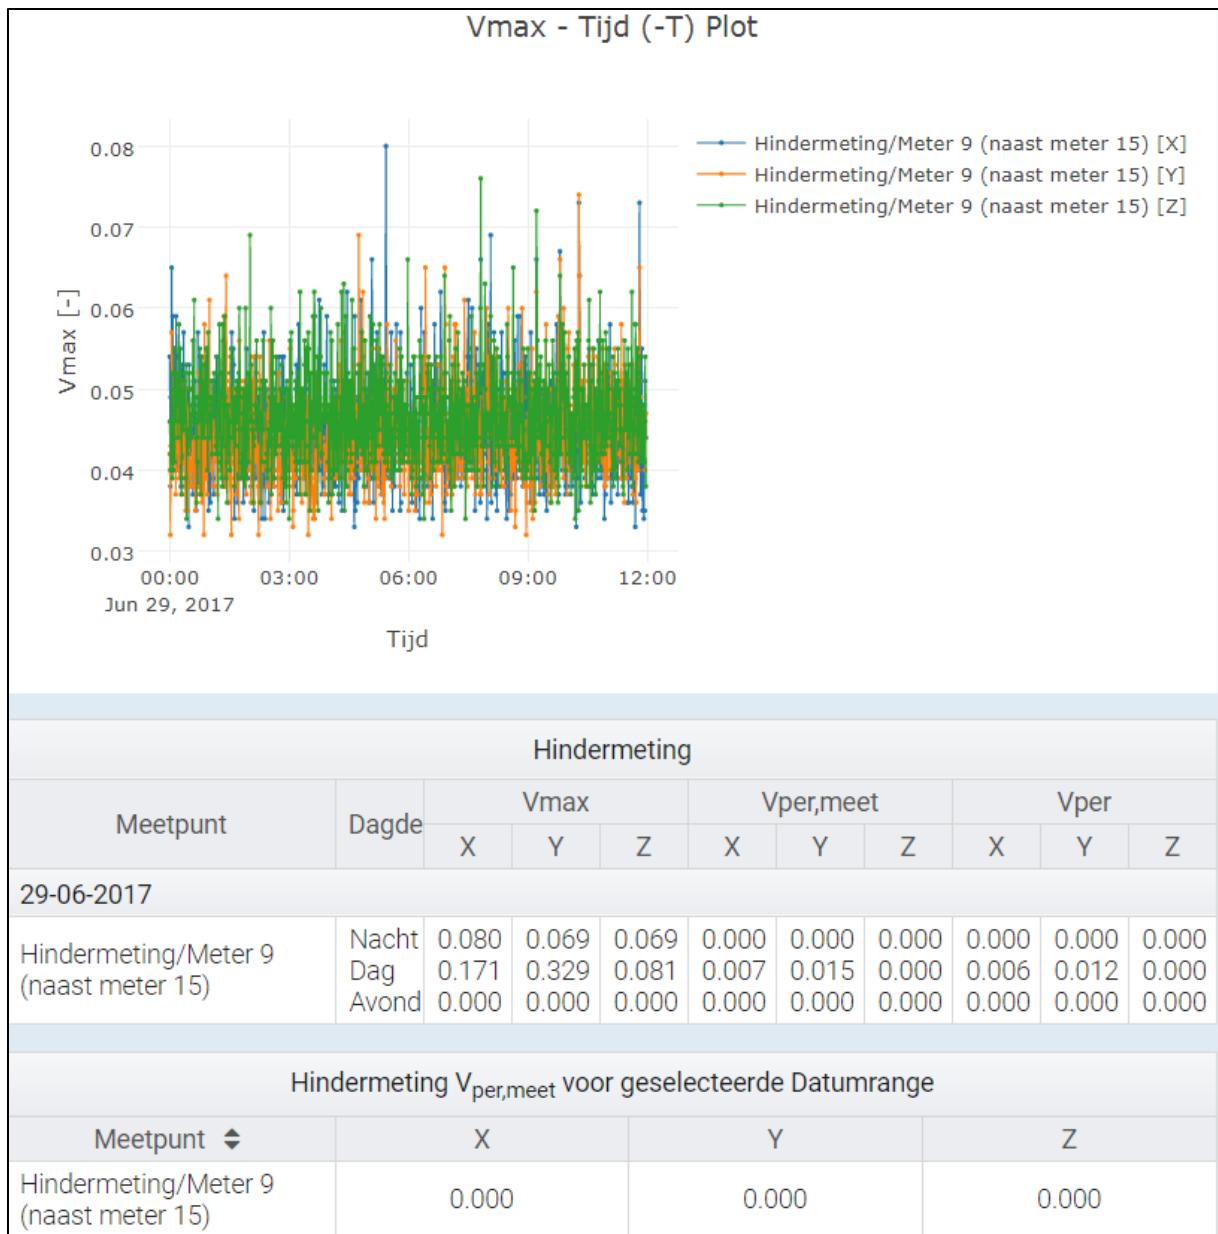 Vmax - Tijd (-T) Plot
Hindermeting/Meter 9 (naast meter 15) [X]
Hindermeting/Meter 9 (naast meter 15) [Y]
Hindermeting/Meter 9 (naast meter 15) [Z]
Vmax [-]
0.08
0.07
0.06
0.05
0.04
0.03
00:00 03:00 06:00 09:00 12:00
Jun 29, 2017
Tijd
Hindermeting
Meetpunt Dagde Vmax Vper,meet Vper
X Y Z X Y Z X Y Z
29-06-2017
Hindermeting/Meter 9
(naast meter 15)
Nacht 0.080 0.069 0.069 0.000 0.000 0.000 0.000 0.000 0.000
Dag 0.171 0.329 0.081 0.007 0.015 0.000 0.006 0.012 0.000
Avond 0.000 0.000 0.000 0.000 0.000 0.000 0.000 0.000 0.000
Hindermeting Vper,meet voor geselecteerde Datumrange
Meetpunt X Y Z
Hindermeting/Meter 9
(naast meter 15)
0.000 0.000 0.000